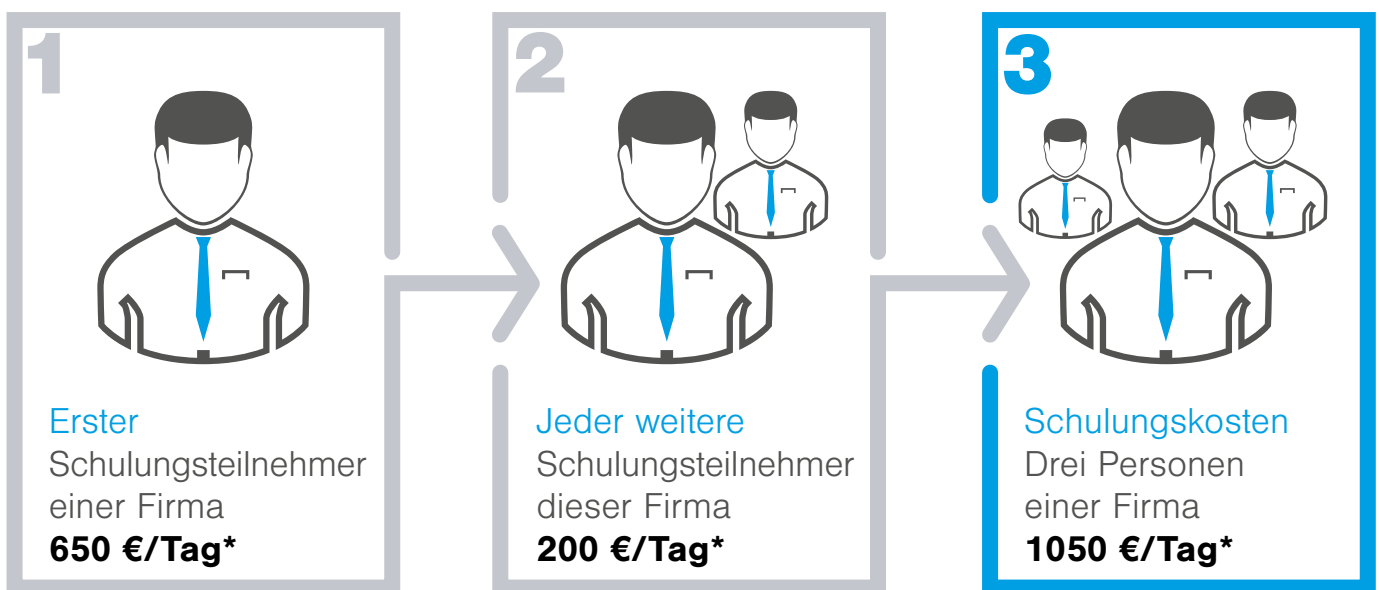 1
Erster
Schulungsteilnehmer
einer Firma
650 €/Tag*
2
Jeder weitere
Schulungsteilnehmer
dieser Firma
200 €/Tag*
3
Schulungskosten
Drei Personen
einer Firma
1050 €/Tag*